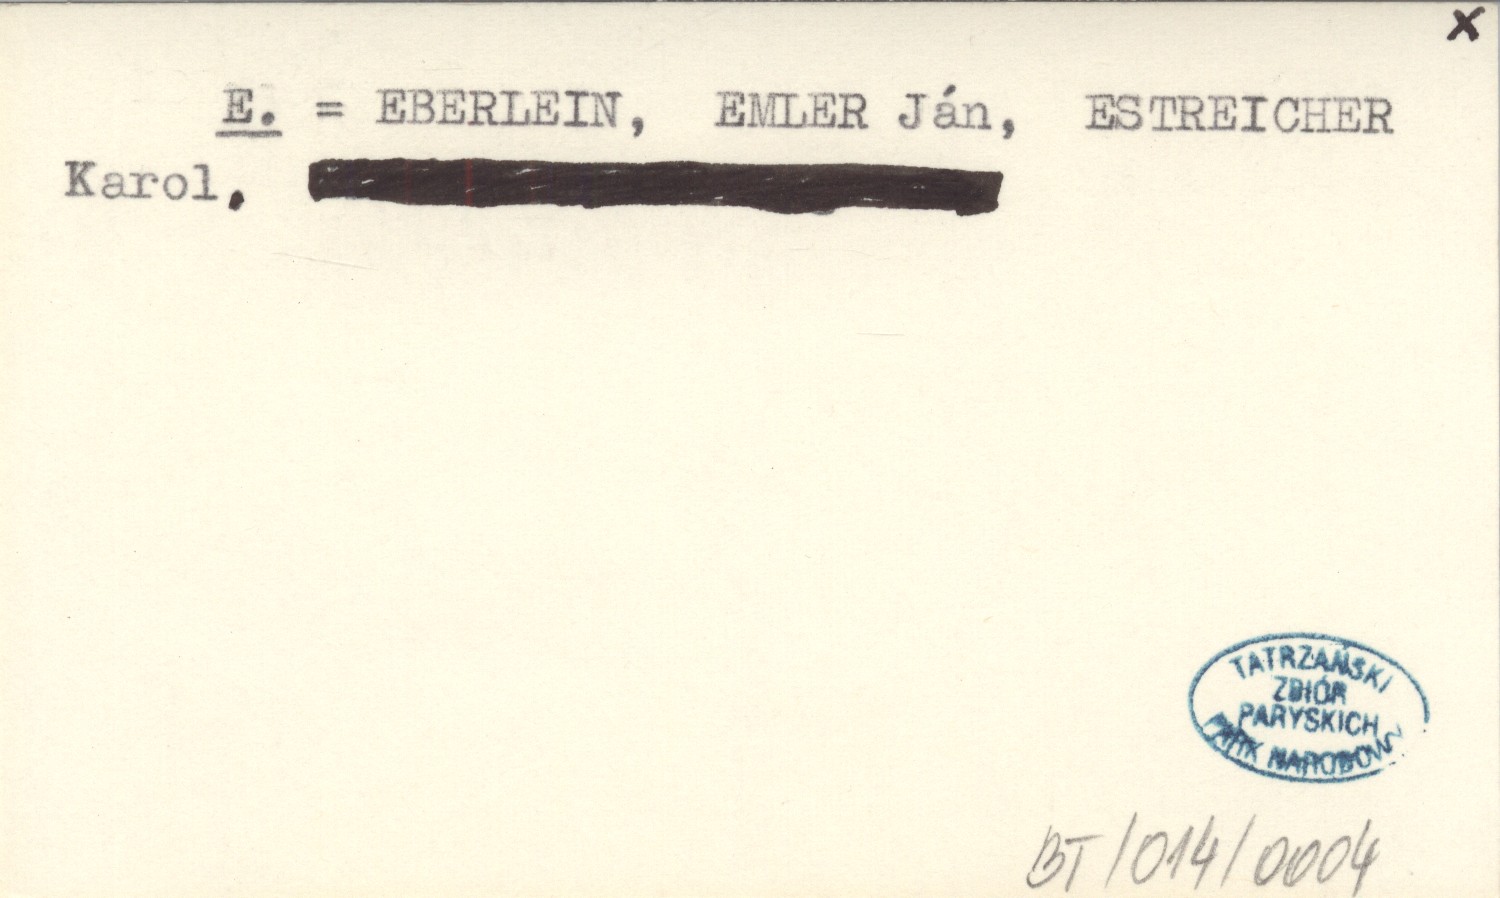 x
E. = EBERLEIN, EMLER Ján, ESTREICHER
Karol,
TATRZAŃSKI
ZBIÓR
PARYSKICH
PARK NARODOWY
BT/014/0004